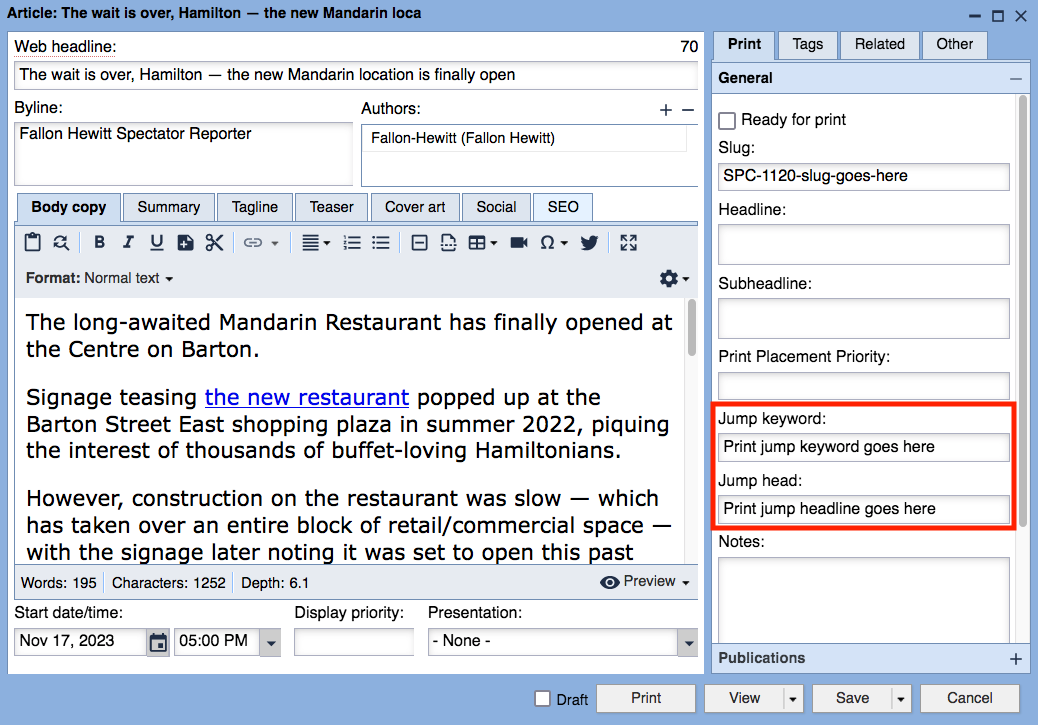 Article: The wait is over, Hamilton — the new Mandarin loca
Web headline: 70
The wait is over, Hamilton — the new Mandarin location is finally open
Byline:
Fallon Hewitt Spectator Reporter
Authors: + −
Fallon-Hewitt (Fallon Hewitt)
Body copy Summary Tagline Teaser Cover art Social SEO
B I U Ω
Format: Normal text
The long-awaited Mandarin Restaurant has finally opened at
the Centre on Barton.
Signage teasing the new restaurant popped up at the
Barton Street East shopping plaza in summer 2022, piquing
the interest of thousands of buffet-loving Hamiltonians.
However, construction on the restaurant was slow — which
has taken over an entire block of retail/commercial space —
with the signage later noting it was set to open this past
Words: 195 Characters: 1252 Depth: 6.1 Preview
Start date/time:
Nov 17, 2023 05:00 PM
Display priority:
Presentation:
- None -
Print Tags Related Other
General −
Ready for print
Slug:
SPC-1120-slug-goes-here
Headline:
Subheadline:
Print Placement Priority:
Jump keyword:
Print jump keyword goes here
Jump head:
Print jump headline goes here
Notes:
Publications +
Draft Print View Save Cancel